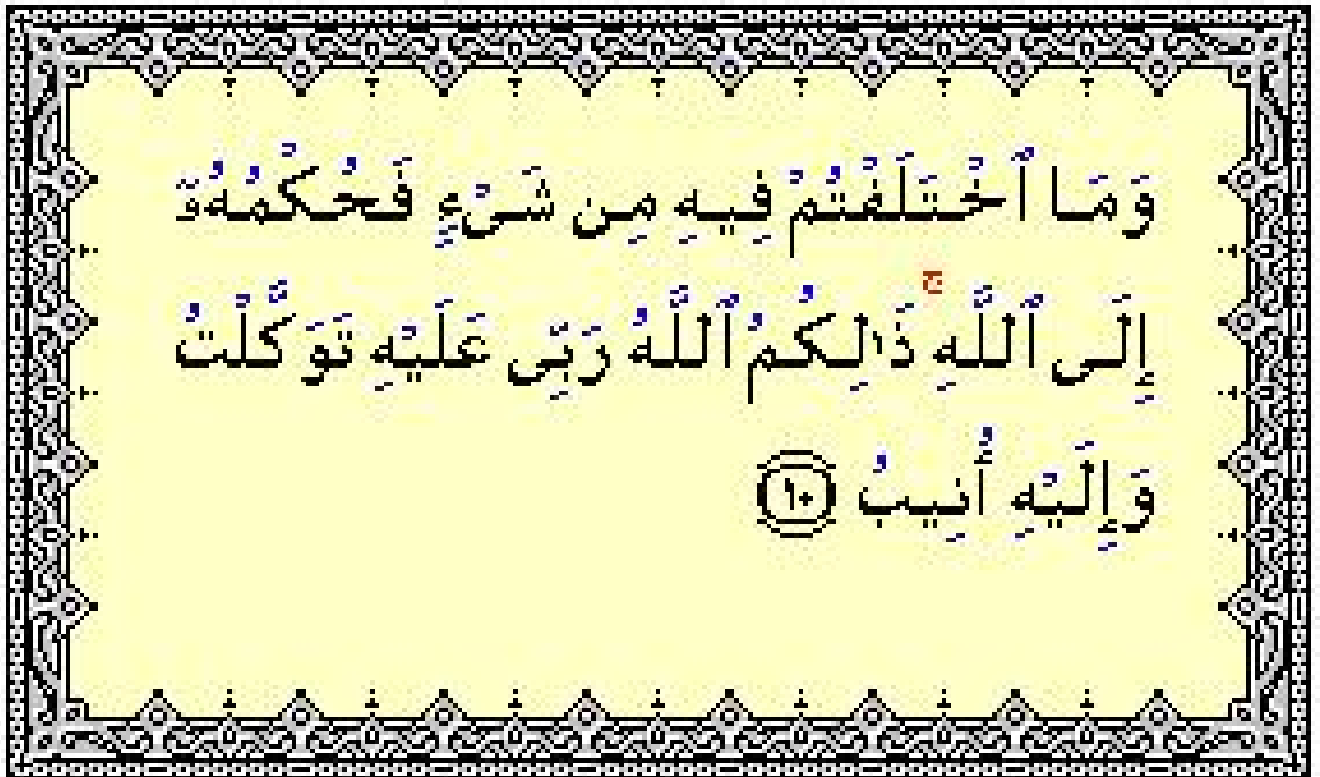 وَمَا ٱخْتَلَفْتُمْ فِيهِ مِن شَىْءٍ فَحُكْمُهُۥٓ
إِلَى ٱللَّهِ ۚ ذَٰلِكُمُ ٱللَّهُ رَبِّى عَلَيْهِ تَوَكَّلْتُ
وَإِلَيْهِ أُنِيبُ ١٠